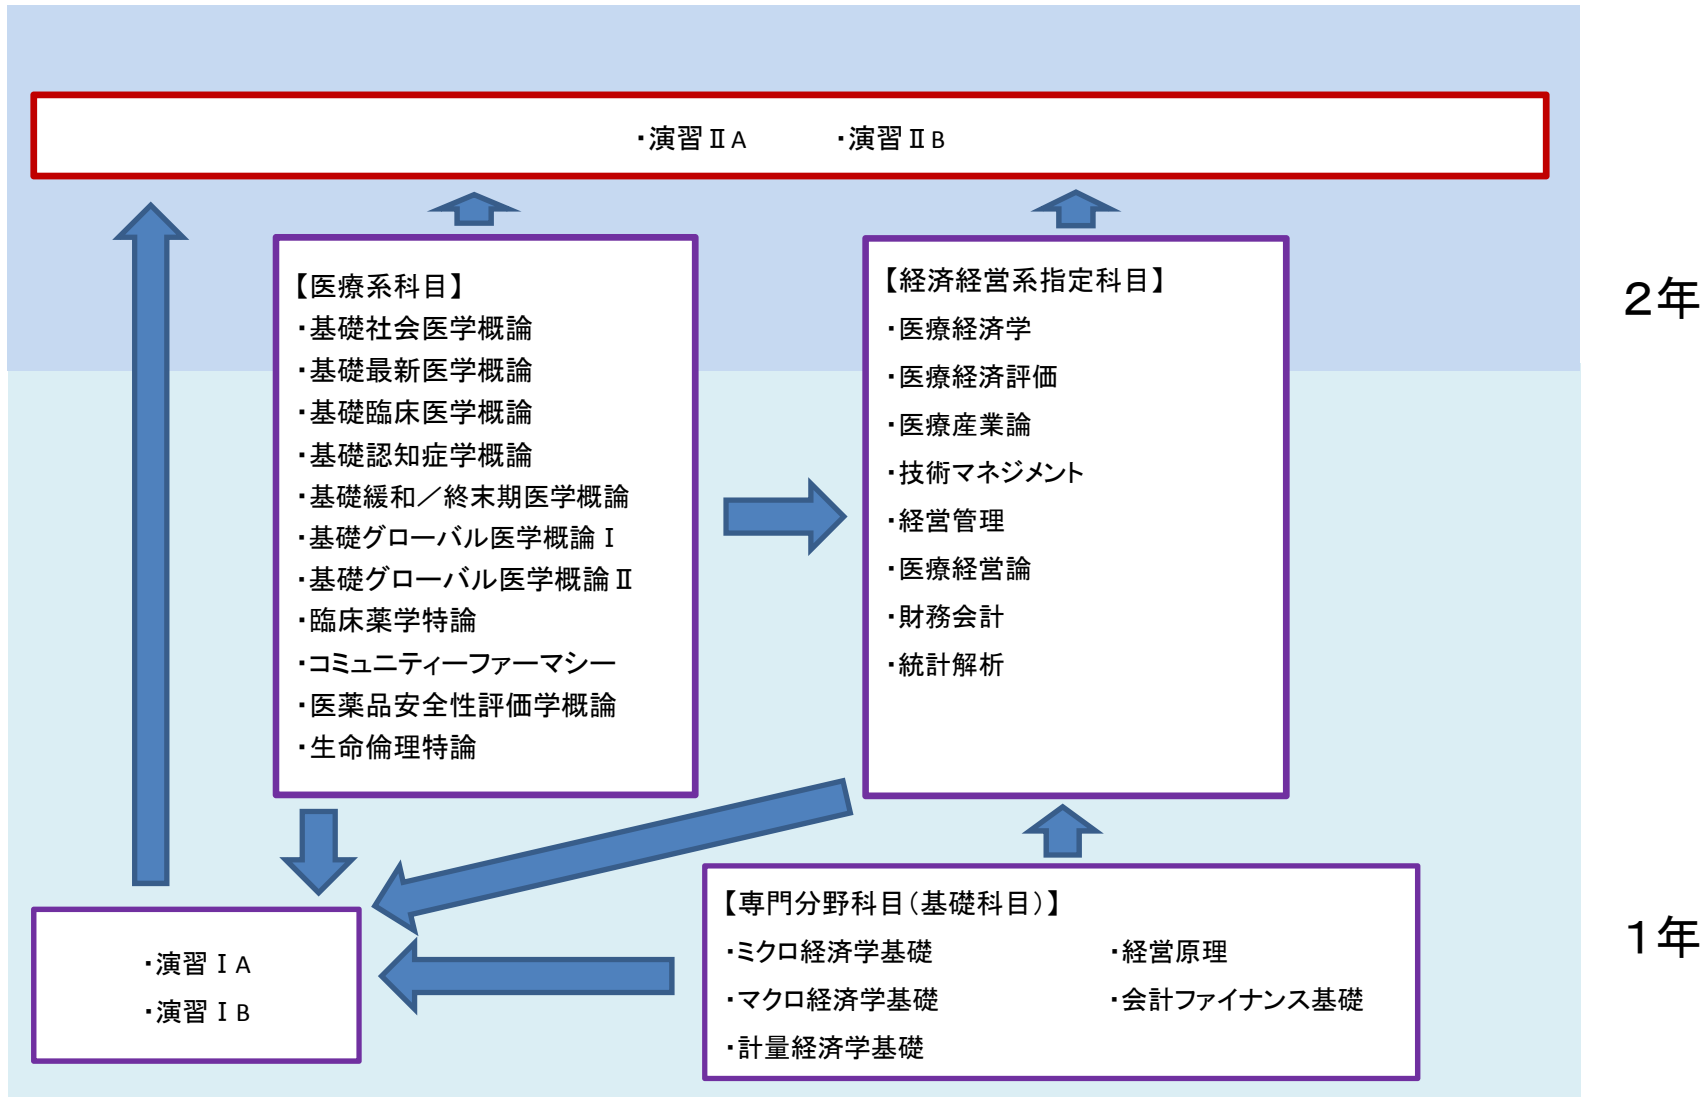 ・演習ⅡA ・演習ⅡB
【医療系科目】
・基礎社会医学概論
・基礎最新医学概論
・基礎臨床医学概論
・基礎認知症学概論
・基礎緩和／終末期医学概論
・基礎グローバル医学概論Ⅰ
・基礎グローバル医学概論Ⅱ
・臨床薬学特論
・コミュニティーファーマシー
・医薬品安全性評価学概論
・生命倫理特論
【経済経営系指定科目】
・医療経済学
・医療経済評価
・医療産業論
・技術マネジメント
・経営管理
・医療経営論
・財務会計
・統計解析
２年
・演習ⅠA
・演習ⅠB
【専門分野科目（基礎科目）】
・ミクロ経済学基礎 ・経営原理
・マクロ経済学基礎 ・会計ファイナンス基礎
・計量経済学基礎
１年